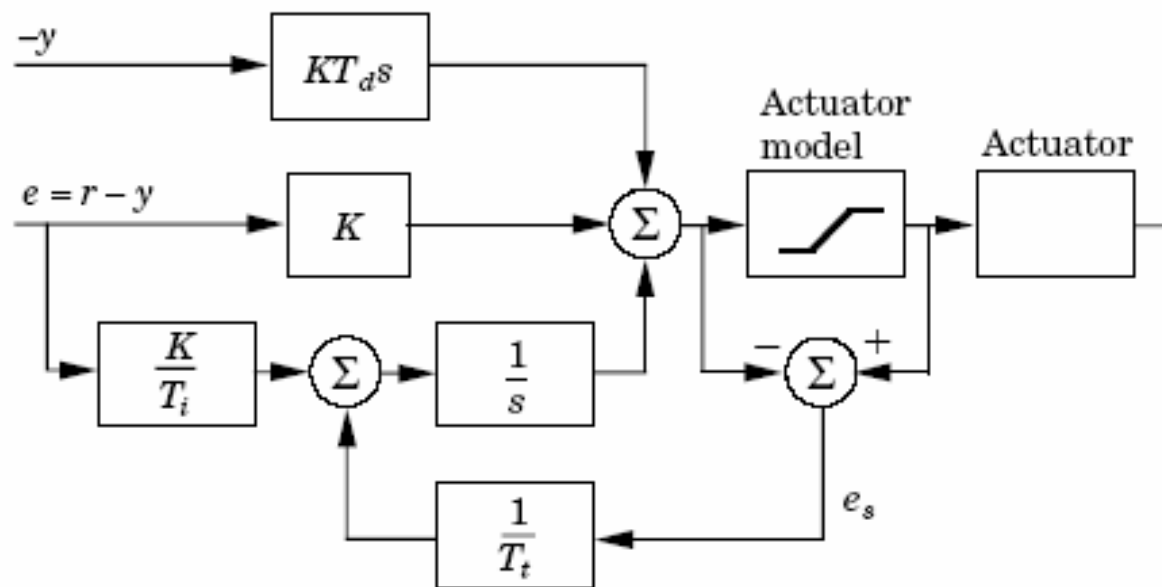 −y
KT_d s
Actuator
model
Actuator
e = r − y
K
Σ
K
T_i
Σ
1
s
−
+
Σ
1
T_t
e_s